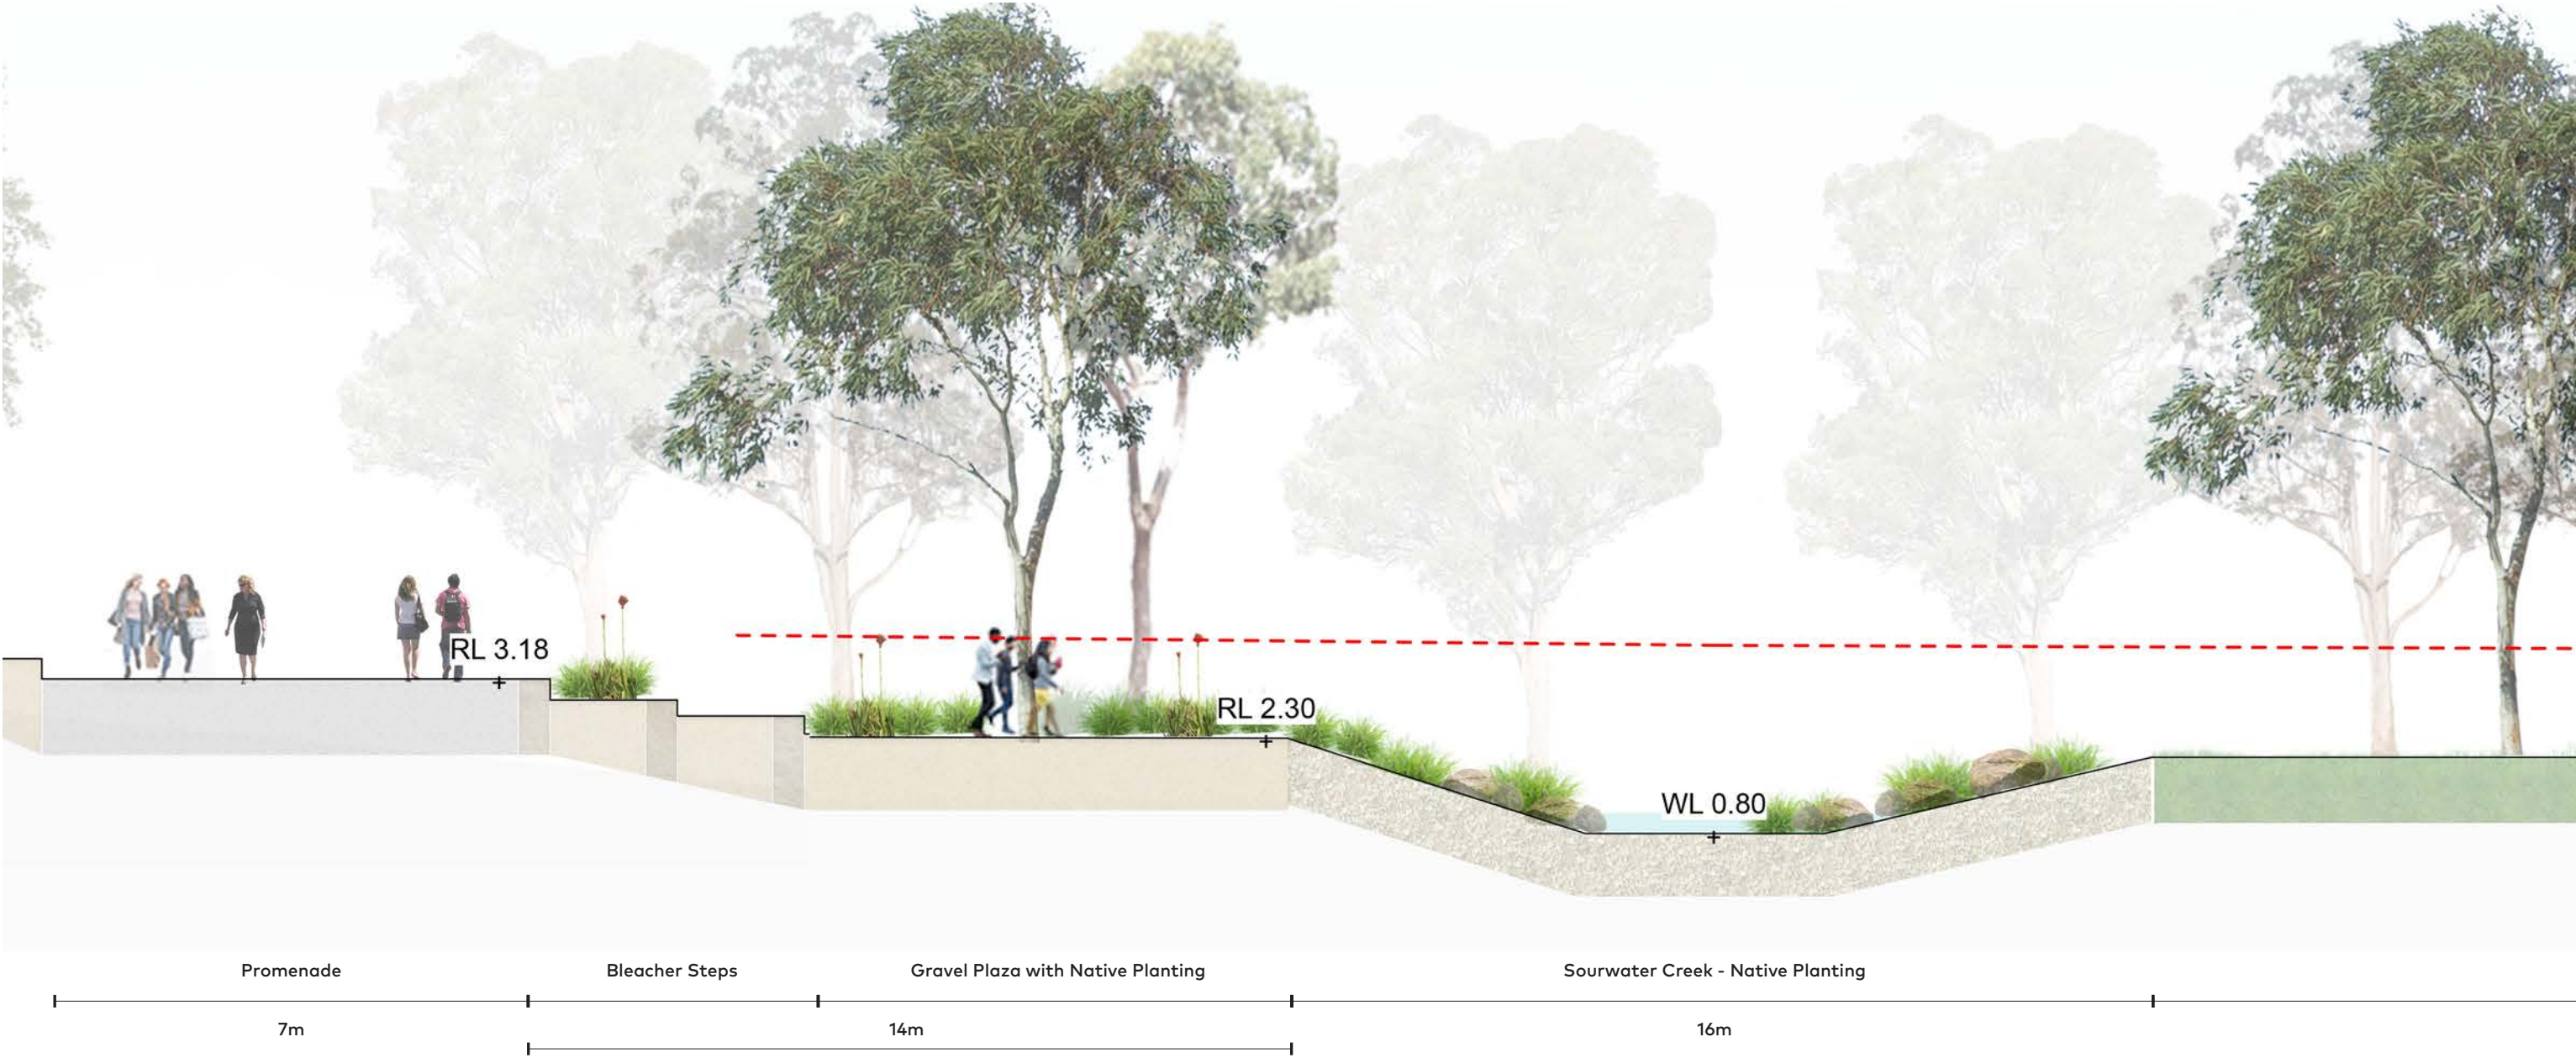 RL 3.18
RL 2.30
WL 0.80
Promenade
Bleacher Steps
Gravel Plaza with Native Planting
Sourwater Creek - Native Planting
7m
14m
16m